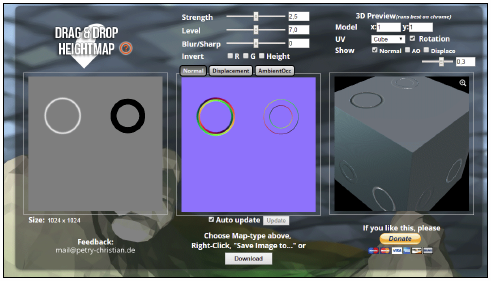 DRAG & DROP
HEIGHTMAP
Strength 2.5
Level 7.0
Blur/Sharp 0
Invert R G Height
3D Preview(runs best on chrome)
Model x: 1 y: 1
UV Cube Rotation
Show Normal AO Displace
0.3
Normal Displacement AmbientOcc
Size: 1024 x 1024
Auto update Update
Feedback:
mail@petry-christian.de
Choose Map-type above,
Right-Click, "Save Image to..." or
Download
If you like this, please
Donate